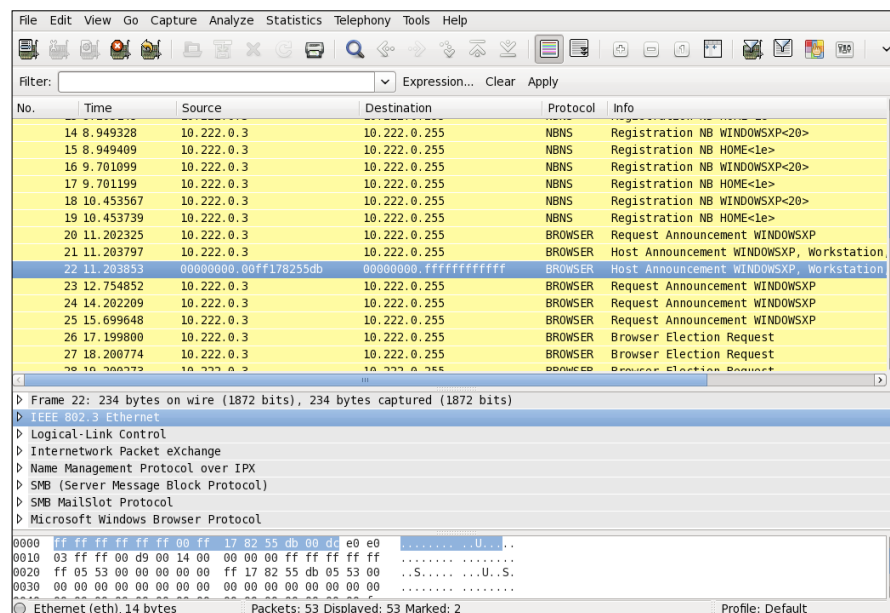 File Edit View Go Capture Analyze Statistics Telephony Tools Help
Filter: Expression... Clear Apply
No. Time Source Destination Protocol Info
14 8.949328 10.222.0.3 10.222.0.255 NBNS Registration NB WINDOWSXP<20>
15 8.949409 10.222.0.3 10.222.0.255 NBNS Registration NB HOME<1e>
16 9.701099 10.222.0.3 10.222.0.255 NBNS Registration NB WINDOWSXP<20>
17 9.701199 10.222.0.3 10.222.0.255 NBNS Registration NB HOME<1e>
18 10.453567 10.222.0.3 10.222.0.255 NBNS Registration NB WINDOWSXP<20>
19 10.453739 10.222.0.3 10.222.0.255 NBNS Registration NB HOME<1e>
20 11.202325 10.222.0.3 10.222.0.255 BROWSER Request Announcement WINDOWSXP
21 11.203797 10.222.0.3 10.222.0.255 BROWSER Host Announcement WINDOWSXP, Workstation,
22 11.203853 00000000.00ff178255db 00000000.ffffffffffff BROWSER Host Announcement WINDOWSXP, Workstation
23 12.754852 10.222.0.3 10.222.0.255 BROWSER Request Announcement WINDOWSXP
24 14.202209 10.222.0.3 10.222.0.255 BROWSER Request Announcement WINDOWSXP
25 15.699648 10.222.0.3 10.222.0.255 BROWSER Request Announcement WINDOWSXP
26 17.199800 10.222.0.3 10.222.0.255 BROWSER Browser Election Request
27 18.200774 10.222.0.3 10.222.0.255 BROWSER Browser Election Request
28 19.200273 10.222.0.3 10.222.0.255 BROWSER Browser Election Request
Frame 22: 234 bytes on wire (1872 bits), 234 bytes captured (1872 bits)
IEEE 802.3 Ethernet
Logical-Link Control
Internetwork Packet eXchange
Name Management Protocol over IPX
SMB (Server Message Block Protocol)
SMB MailSlot Protocol
Microsoft Windows Browser Protocol
0000 ff ff ff ff ff ff 00 ff 17 82 55 db 00 dc e0 e0 ........ ..U.....
0010 03 ff ff 00 d9 00 14 00 00 00 00 ff ff ff ff ff ........ ........
0020 ff 05 53 00 00 00 00 00 ff 17 82 55 db 05 53 00 ..S..... ...U..S.
0030 00 00 00 00 00 00 00 00 00 00 00 00 00 00 00 00 ........ ........
Ethernet (eth), 14 bytes Packets: 53 Displayed: 53 Marked: 2 Profile: Default